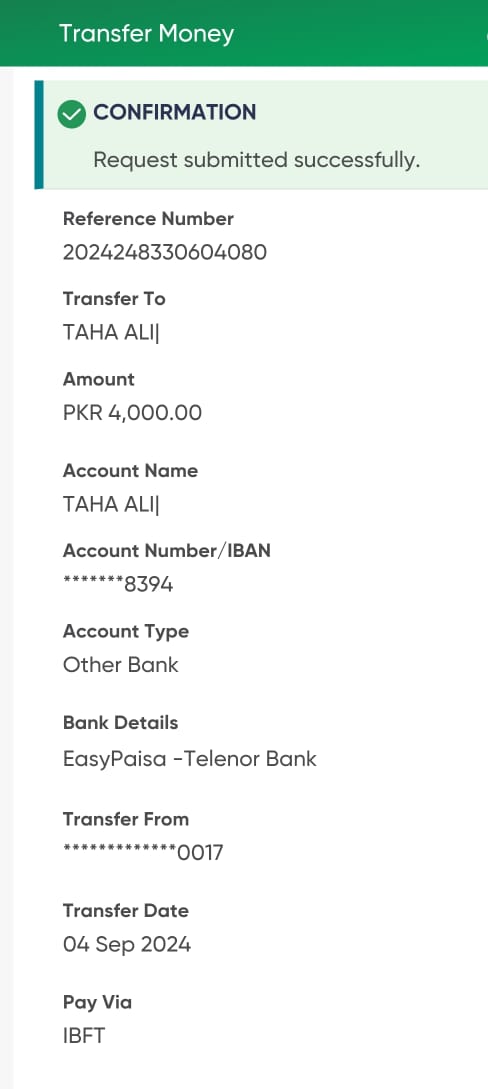 Transfer Money
CONFIRMATION
Request submitted successfully.
Reference Number
2024248330604080
Transfer To
TAHA ALI|
Amount
PKR 4,000.00
Account Name
TAHA ALI|
Account Number/IBAN
*******8394
Account Type
Other Bank
Bank Details
EasyPaisa -Telenor Bank
Transfer From
*************0017
Transfer Date
04 Sep 2024
Pay Via
IBFT